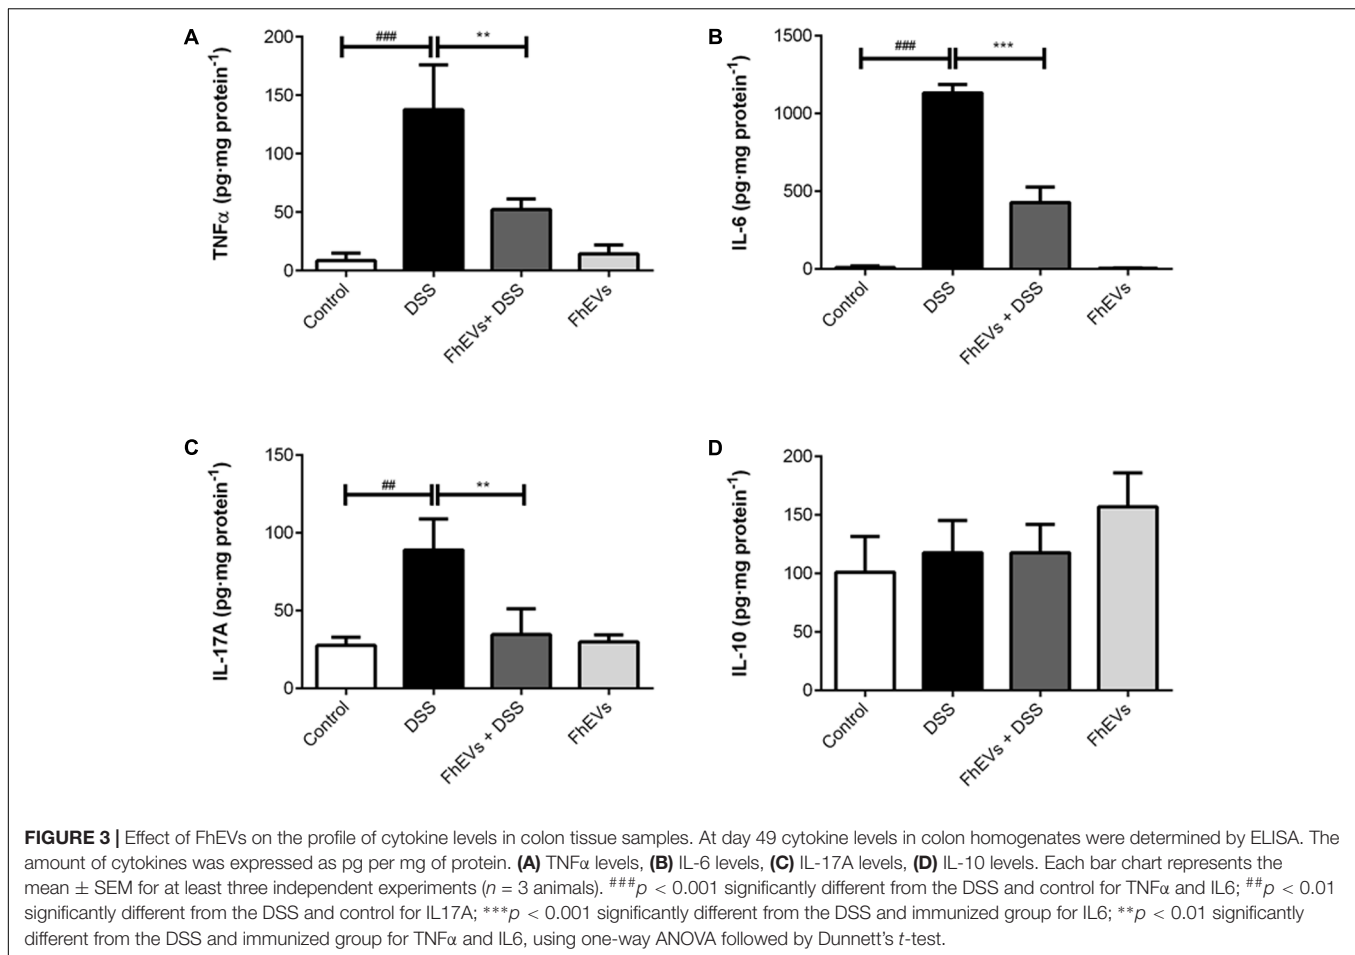 A
TNFα (pg·mg protein⁻¹)
200
150
100
50
0
###
**
Control
DSS
FhEVs+ DSS
FhEVs
B
IL-6 (pg·mg protein⁻¹)
1500
1000
500
0
###
***
Control
DSS
FhEVs + DSS
FhEVs
C
IL-17A (pg·mg protein⁻¹)
150
100
50
0
##
**
Control
DSS
FhEVs + DSS
FhEVs
D
IL-10 (pg·mg protein⁻¹)
200
150
100
50
0
Control
DSS
FhEVs + DSS
FhEVs
FIGURE 3 | Effect of FhEVs on the profile of cytokine levels in colon tissue samples. At day 49 cytokine levels in colon homogenates were determined by ELISA. The
amount of cytokines was expressed as pg per mg of protein. (A) TNFα levels, (B) IL-6 levels, (C) IL-17A levels, (D) IL-10 levels. Each bar chart represents the
mean ± SEM for at least three independent experiments (n = 3 animals). ###p < 0.001 significantly different from the DSS and control for TNFα and IL6; ##p < 0.01
significantly different from the DSS and control for IL17A; ***p < 0.001 significantly different from the DSS and immunized group for IL6; **p < 0.01 significantly
different from the DSS and immunized group for TNFα and IL6, using one-way ANOVA followed by Dunnett's t-test.